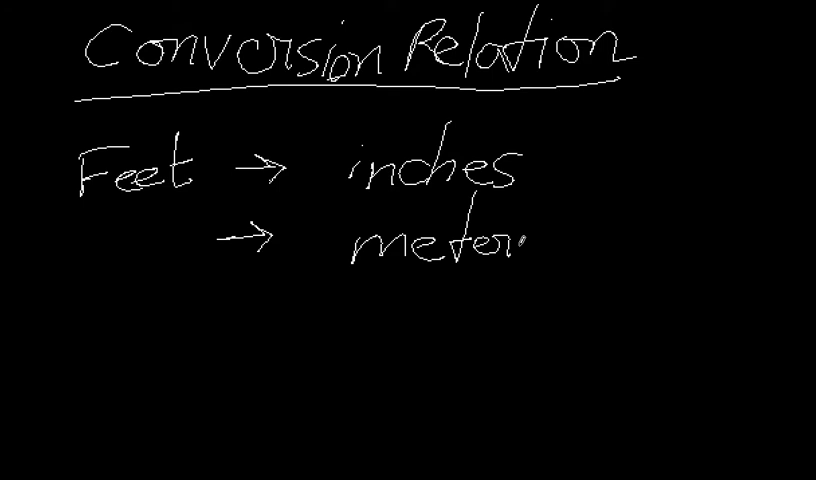 Conversion Relation
Feet → inches
→ meter